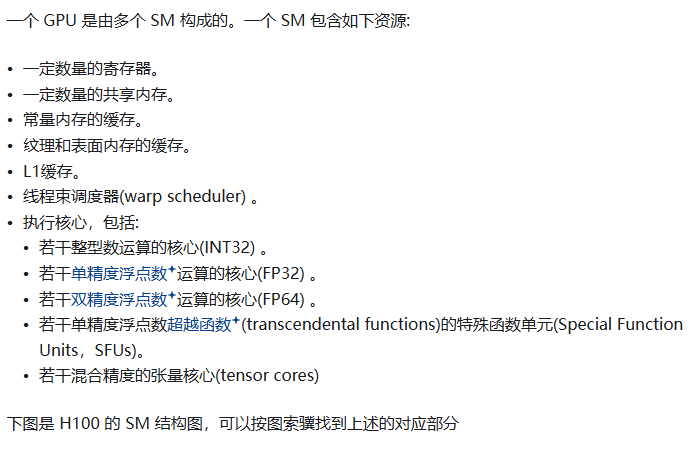 一个 GPU 是由多个 SM 构成的。一个 SM 包含如下资源:
• 一定数量的寄存器。
• 一定数量的共享内存。
• 常量内存的缓存。
• 纹理和表面内存的缓存。
• L1缓存。
• 线程束调度器(warp scheduler) 。
• 执行核心，包括:
• 若干整型数运算的核心(INT32) 。
• 若干单精度浮点数✦运算的核心(FP32) 。
• 若干双精度浮点数✦运算的核心(FP64) 。
• 若干单精度浮点数超越函数✦(transcendental functions)的特殊函数单元(Special Function
Units，SFUs)。
• 若干混合精度的张量核心(tensor cores)
下图是 H100 的 SM 结构图，可以按图索骥找到上述的对应部分